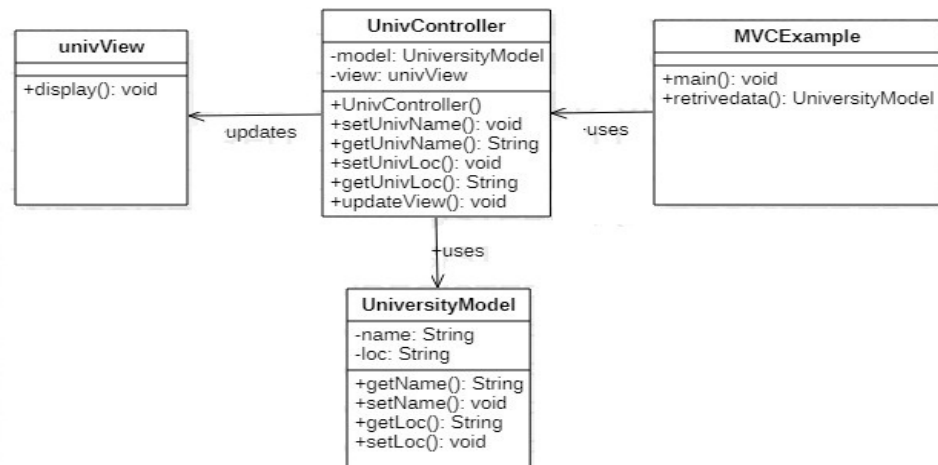 univView
+display(): void
updates
UnivController
-model: UniversityModel
-view: univView
+UnivController()
+setUnivName(): void
+getUnivName(): String
+setUnivLoc(): void
+getUnivLoc(): String
+updateView(): void
uses
MVCExample
+main(): void
+retrivedata(): UniversityModel
+uses
UniversityModel
-name: String
-loc: String
+getName(): String
+setName(): void
+getLoc(): String
+setLoc(): void